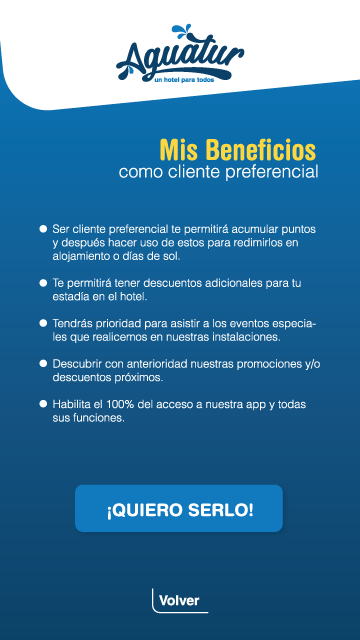 Aguatur
un hotel para todos
Mis Beneficios
como cliente preferencial
Ser cliente preferencial te permitirá acumular puntos
y después hacer uso de estos para redimirlos en
alojamiento o días de sol.
Te permitirá tener descuentos adicionales para tu
estadía en el hotel.
Tendrás prioridad para asistir a los eventos especia-
les que realicemos en nuestras instalaciones.
Descubrir con anterioridad nuestras promociones y/o
descuentos próximos.
Habilita el 100% del acceso a nuestra app y todas
sus funciones.
¡QUIERO SERLO!
Volver